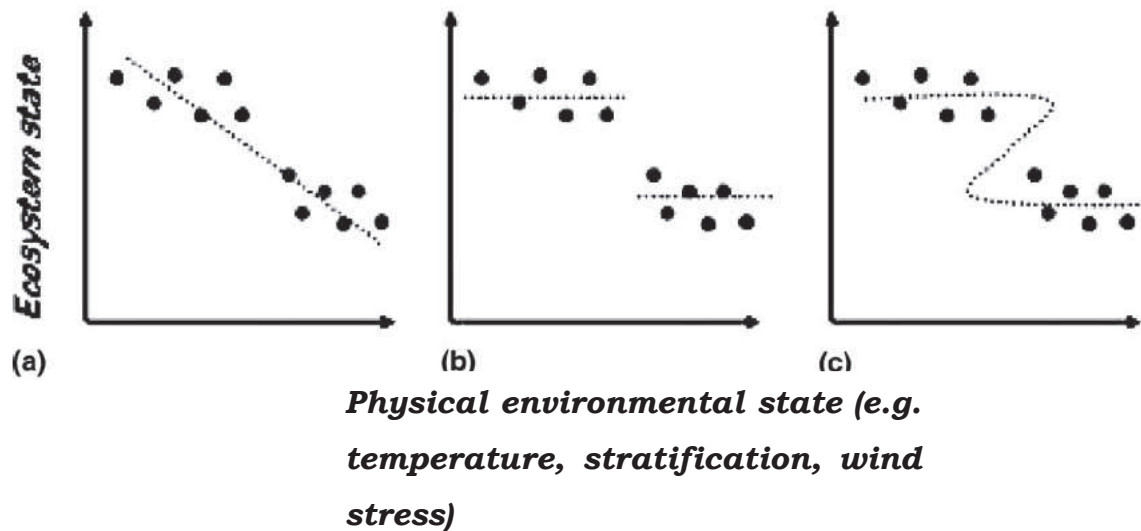 Ecosystem state
(a)
(b)
(c)
Physical environmental state (e.g.
temperature, stratification, wind
stress)